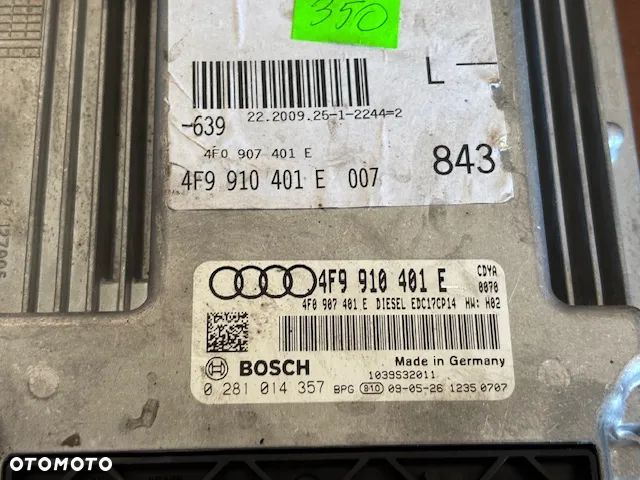 350
L
22.2009.25-1-2244=2
-639
4F0 907 401 E
843
4F9 910 401 E 007
4F9 910 401 E CDYA
0070
4F0 907 401 E DIESEL EDC17CP14 HW: H02
BOSCH Made in Germany
1039S32011
0 281 014 357 BPG 810 09-05-26 1235 0707
OTOMOTO